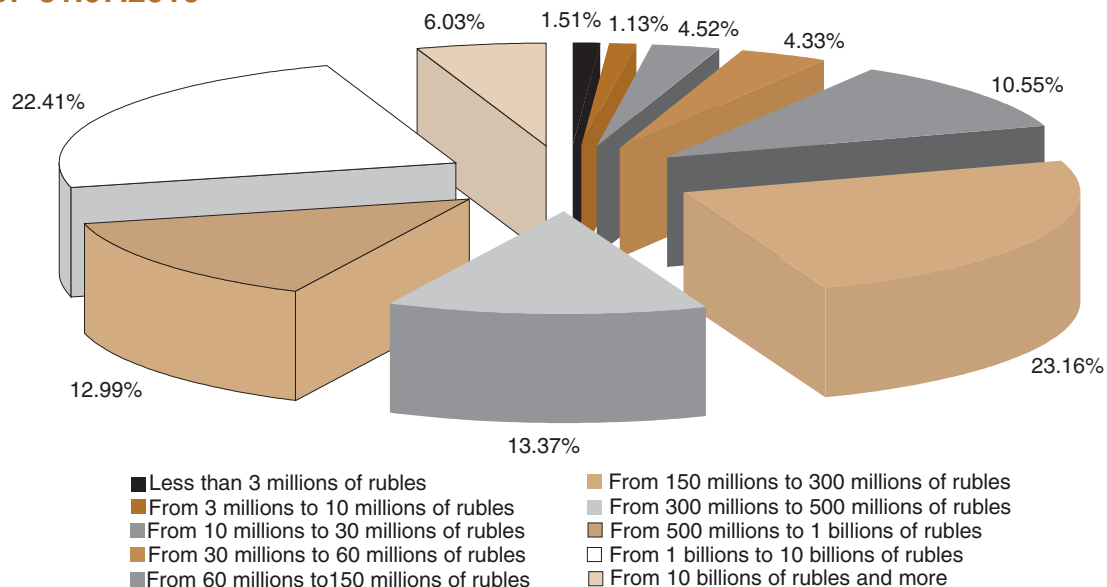 6.03%
1.51%
1.13%
4.52%
4.33%
10.55%
22.41%
23.16%
12.99%
13.37%
Less than 3 millions of rubles
From 3 millions to 10 millions of rubles
From 10 millions to 30 millions of rubles
From 30 millions to 60 millions of rubles
From 60 millions to150 millions of rubles
From 150 millions to 300 millions of rubles
From 300 millions to 500 millions of rubles
From 500 millions to 1 billions of rubles
From 1 billions to 10 billions of rubles
From 10 billions of rubles and more